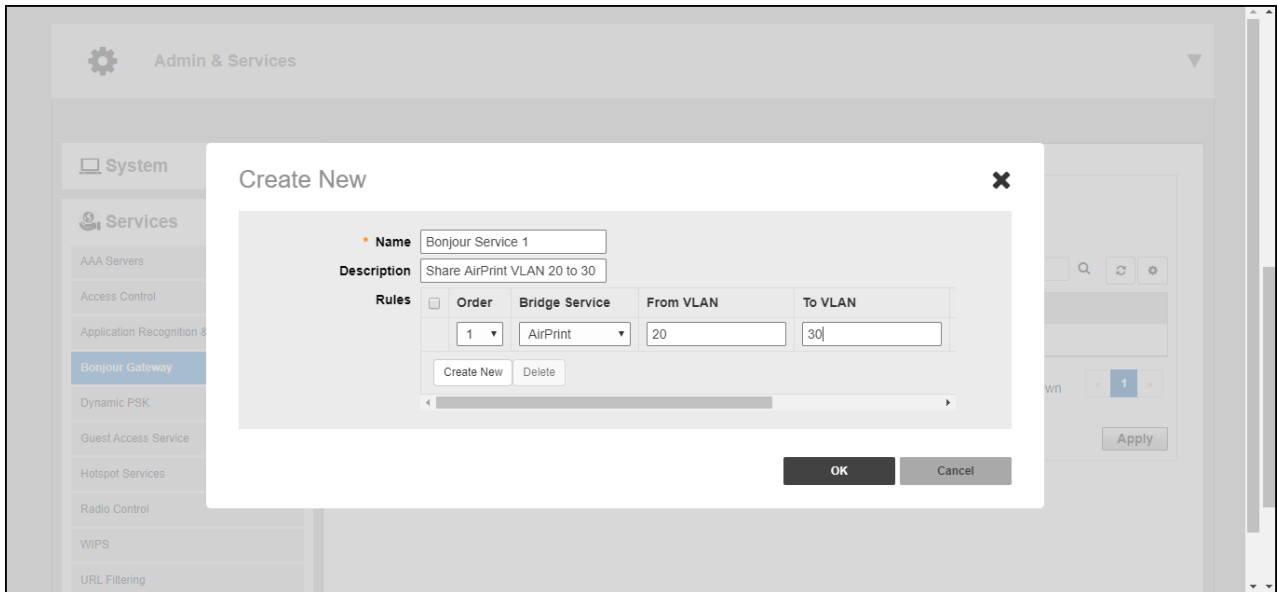 Admin & Services
System
Services
AAA Servers
Access Control
Application Recognition &
Bonjour Gateway
Dynamic PSK
Guest Access Service
Hotspot Services
Radio Control
WIPS
URL Filtering
Create New
* Name Bonjour Service 1
Description Share AirPrint VLAN 20 to 30
Rules Order Bridge Service From VLAN To VLAN
1 AirPrint 20 30
Create New Delete
OK Cancel
wn « 1 »
Apply